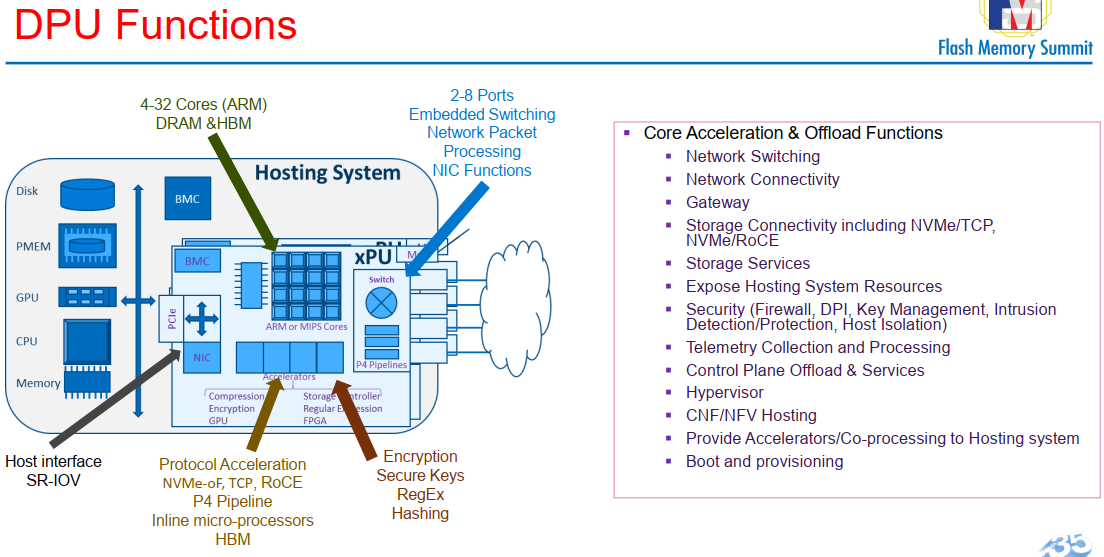 DPU Functions
Flash Memory Summit
4-32 Cores (ARM)
DRAM &HBM
2-8 Ports
Embedded Switching
Network Packet
Processing
NIC Functions
Hosting System
Disk
PMEM
GPU
CPU
Memory
BMC
BMC
xPU
PCIe
NIC
ARM or MIPS Cores
Switch
P4 Pipelines
Accelerators
Compression
Encryption
GPU
Storage Controller
Regular Expression
FPGA
Host interface
SR-IOV
Protocol Acceleration
NVMe-oF, TCP, RoCE
P4 Pipeline
Inline micro-processors
HBM
Encryption
Secure Keys
RegEx
Hashing
▪ Core Acceleration & Offload Functions
▪ Network Switching
▪ Network Connectivity
▪ Gateway
▪ Storage Connectivity including NVMe/TCP,
NVMe/RoCE
▪ Storage Services
▪ Expose Hosting System Resources
▪ Security (Firewall, DPI, Key Management, Intrusion
Detection/Protection, Host Isolation)
▪ Telemetry Collection and Processing
▪ Control Plane Offload & Services
▪ Hypervisor
▪ CNF/NFV Hosting
▪ Provide Accelerators/Co-processing to Hosting system
▪ Boot and provisioning
35